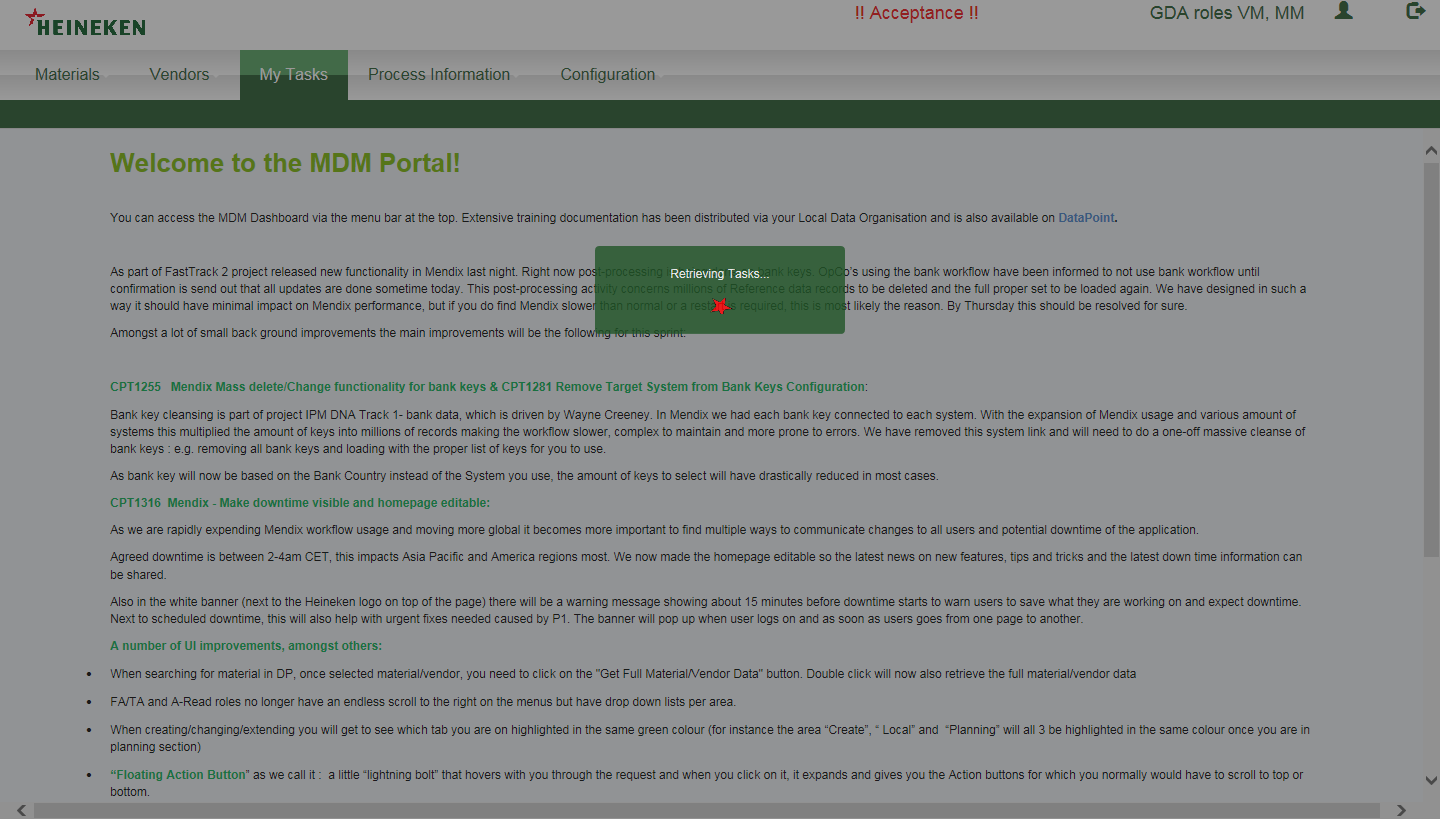 HEINEKEN
!! Acceptance !!
GDA roles VM, MM
Materials
Vendors
My Tasks
Process Information
Configuration
Welcome to the MDM Portal!
You can access the MDM Dashboard via the menu bar at the top. Extensive training documentation has been distributed via your Local Data Organisation and is also available on DataPoint.
Retrieving Tasks...
As part of FastTrack 2 project released new functionality in Mendix last night. Right now post-processing bank keys. OpCo's using the bank workflow have been informed to not use bank workflow until
confirmation is send out that all updates are done sometime today. This post-processing activity concerns millions of Reference data records to be deleted and the full proper set to be loaded again. We have designed in such a
way it should have minimal impact on Mendix performance, but if you do find Mendix slower than normal or a restart is required, this is most likely the reason. By Thursday this should be resolved for sure.
Amongst a lot of small back ground improvements the main improvements will be the following for this sprint:
CPT1255   Mendix Mass delete/Change functionality for bank keys & CPT1281 Remove Target System from Bank Keys Configuration:
Bank key cleansing is part of project IPM DNA Track 1- bank data, which is driven by Wayne Creeney. In Mendix we had each bank key connected to each system. With the expansion of Mendix usage and various amount of
systems this multiplied the amount of keys into millions of records making the workflow slower, complex to maintain and more prone to errors. We have removed this system link and will need to do a one-off massive cleanse of
bank keys : e.g. removing all bank keys and loading with the proper list of keys for you to use.
As bank key will now be based on the Bank Country instead of the System you use, the amount of keys to select will have drastically reduced in most cases.
CPT1316  Mendix - Make downtime visible and homepage editable:
As we are rapidly expending Mendix workflow usage and moving more global it becomes more important to find multiple ways to communicate changes to all users and potential downtime of the application.
Agreed downtime is between 2-4am CET, this impacts Asia Pacific and America regions most. We now made the homepage editable so the latest news on new features, tips and tricks and the latest down time information can
be shared.
Also in the white banner (next to the Heineken logo on top of the page) there will be a warning message showing about 15 minutes before downtime starts to warn users to save what they are working on and expect downtime.
Next to scheduled downtime, this will also help with urgent fixes needed caused by P1. The banner will pop up when user logs on and as soon as users goes from one page to another.
A number of UI improvements, amongst others:
• When searching for material in DP, once selected material/vendor, you need to click on the "Get Full Material/Vendor Data" button. Double click will now also retrieve the full material/vendor data
• FA/TA and A-Read roles no longer have an endless scroll to the right on the menus but have drop down lists per area.
• When creating/changing/extending you will get to see which tab you are on highlighted in the same green colour (for instance the area “Create”, “ Local” and  “Planning” will all 3 be highlighted in the same colour once you are in
planning section)
• “Floating Action Button” as we call it :  a little “lightning bolt” that hovers with you through the request and when you click on it, it expands and gives you the Action buttons for which you normally would have to scroll to top or
bottom.